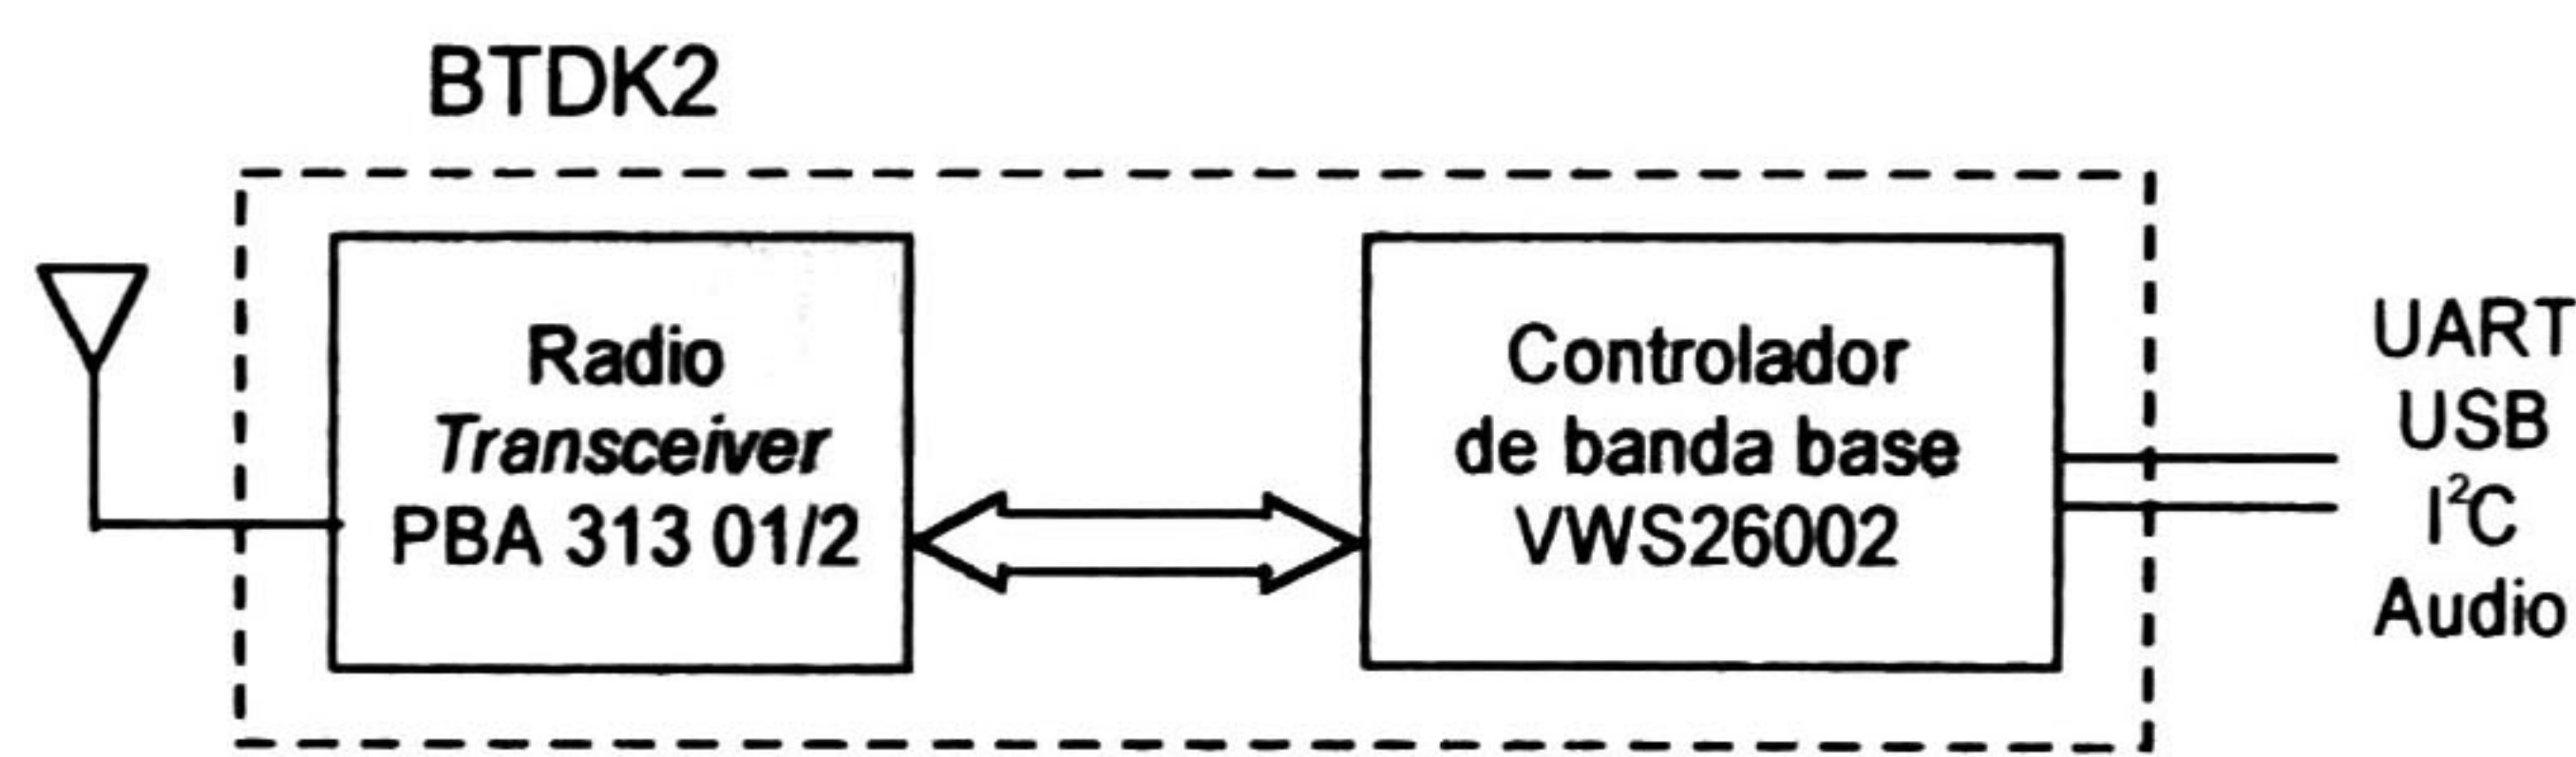 BTDK2
Radio
Transceiver
PBA 313 01/2
Controlador
de banda base
VWS26002
UART
USB
I²C
Audio